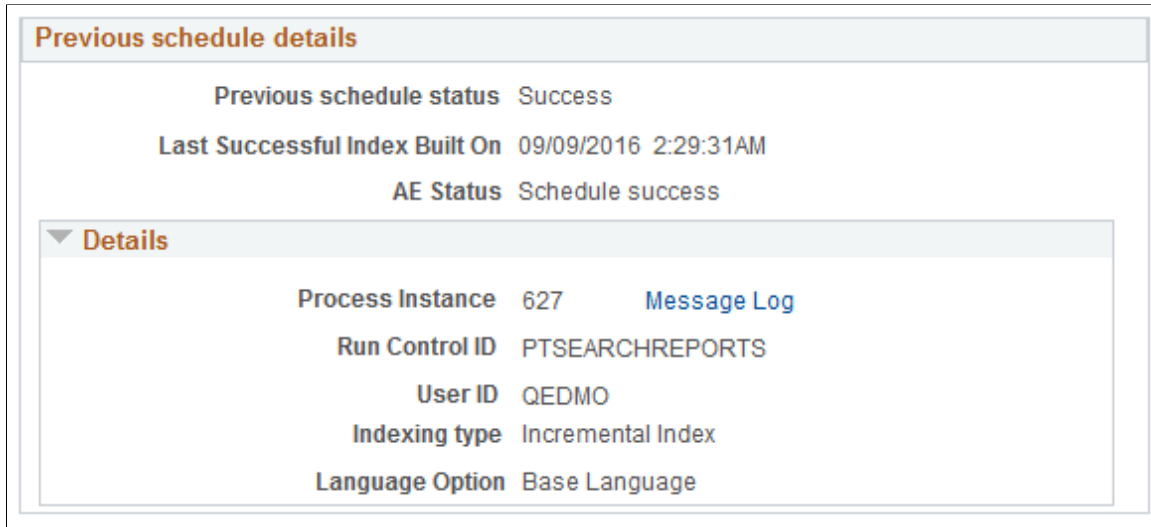 Previous schedule details
Previous schedule status Success
Last Successful Index Built On 09/09/2016 2:29:31AM
AE Status Schedule success
Details
Process Instance 627 Message Log
Run Control ID PTSEARCHREPORTS
User ID QEDMO
Indexing type Incremental Index
Language Option Base Language